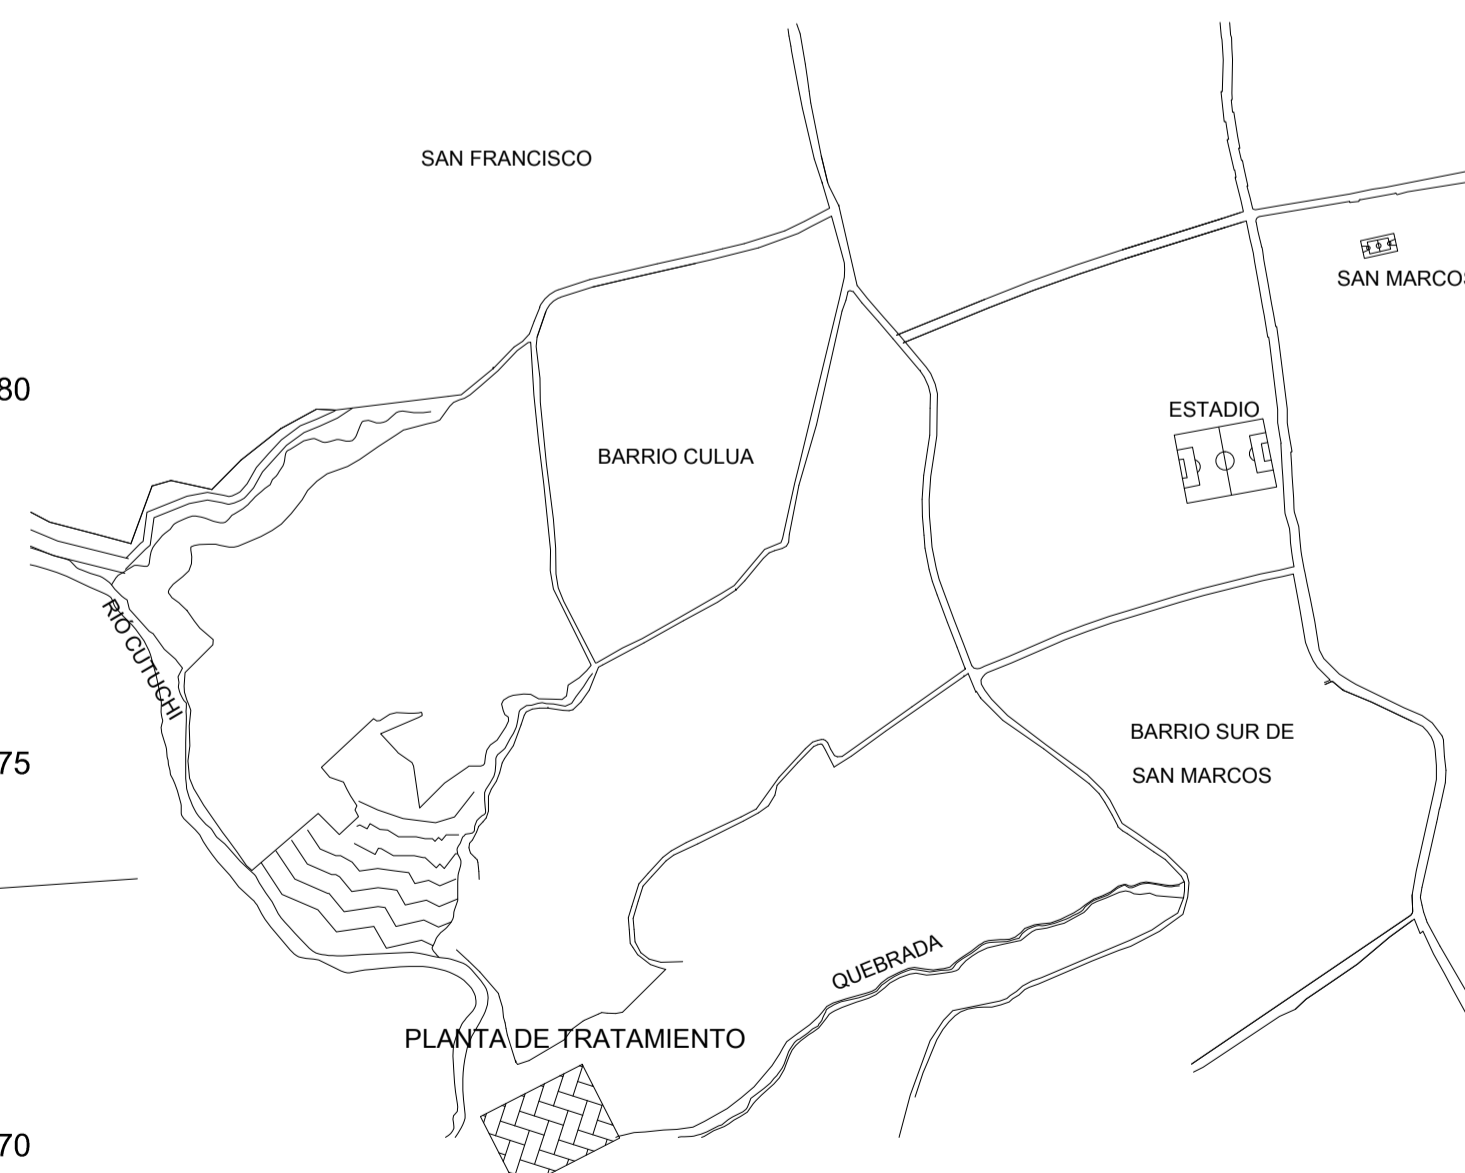 SAN FRANCISCO
SAN MARCOS
80
ESTADIO
BARRIO CULUA
RIÓ CUTUCHI
BARRIO SUR DE
75
SAN MARCOS
QUEBRADA
PLANTA DE TRATAMIENTO
70